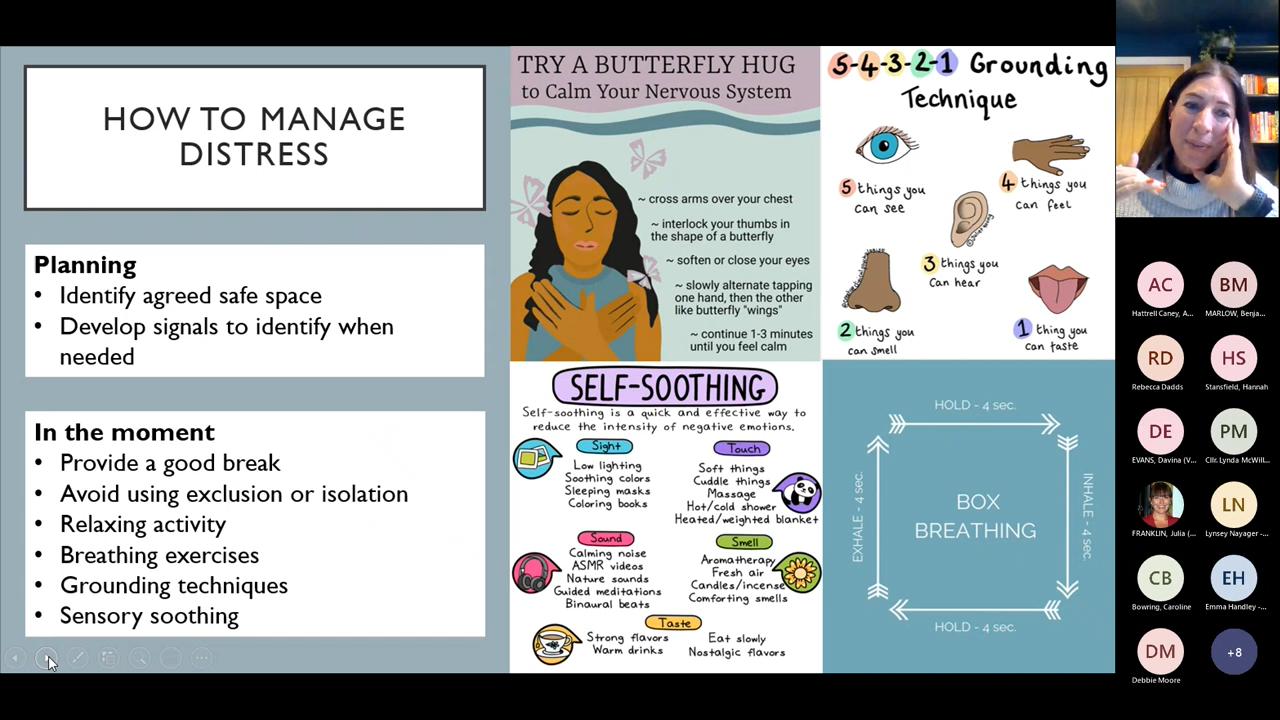 HOW TO MANAGE
DISTRESS
Planning
• Identify agreed safe space
• Develop signals to identify when
needed
In the moment
• Provide a good break
• Avoid using exclusion or isolation
• Relaxing activity
• Breathing exercises
• Grounding techniques
• Sensory soothing
TRY A BUTTERFLY HUG
to Calm Your Nervous System
~ cross arms over your chest
~ interlock your thumbs in
the shape of a butterfly
~ soften or close your eyes
~ slowly alternate tapping
one hand, then the other
like butterfly "wings"
~ continue 1-3 minutes
until you feel calm
5-4-3-2-1 Grounding
Technique
5 things you
can see
4 things you
can feel
3 things you
can hear
2 things you
can smell
1 thing you
can taste
SELF-SOOTHING
Self-soothing is a quick and effective way to
reduce the intensity of negative emotions.
Sight
Low lighting
Soothing colors
Sleeping masks
Coloring books
Touch
Soft things
Cuddle things
Massage
Hot/cold shower
Heated/weighted blanket
Sound
Calming noise
ASMR videos
Nature sounds
Guided meditations
Binaural beats
Smell
Aromatherapy
Fresh air
Candles/incense
Comforting smells
Taste
Strong flavors
Warm drinks
Eat slowly
Nostalgic flavors
HOLD - 4 sec.
INHALE - 4 sec.
BOX
BREATHING
EXHALE - 4 sec.
HOLD - 4 sec.
AC
Hattrell Caney, A...
BM
MARLOW, Benja...
RD
Rebecca Dadds
HS
Stansfield, Hannah
DE
EVANS, Davina (V...
PM
Cllr. Lynda McWill...
FRANKLIN, Julia (...
LN
Lynsey Nayager -...
CB
Bowring, Caroline
EH
Emma Handley -...
DM
Debbie Moore
+8